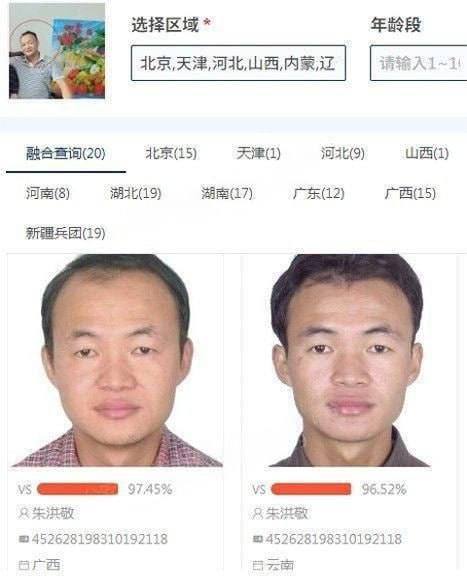 选择区域 *
年龄段
北京,天津,河北,山西,内蒙,辽
请输入1~1
融合查询(20)
北京(15)
天津(1)
河北(9)
山西(1)
河南(8)
湖北(19)
湖南(17)
广东(12)
广西(15)
新疆兵团(19)
VS 97.45%
朱洪敬
452628198310192118
广西
VS 96.52%
朱洪敬
452628198310192118
云南